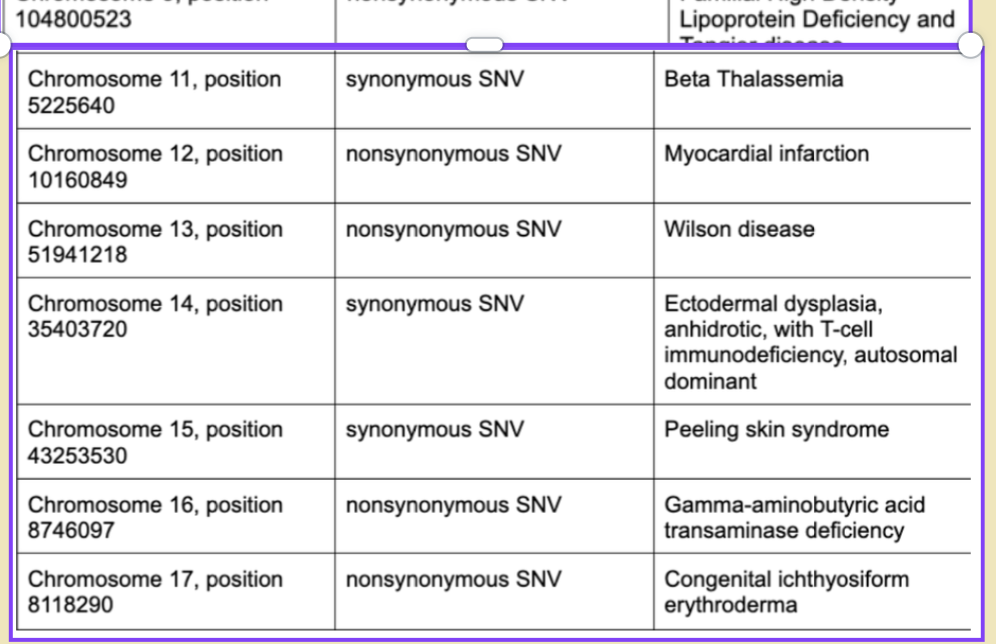 104800523
Lipoprotein Deficiency and
Chromosome 11, position
5225640
synonymous SNV
Beta Thalassemia
Chromosome 12, position
10160849
nonsynonymous SNV
Myocardial infarction
Chromosome 13, position
51941218
nonsynonymous SNV
Wilson disease
Chromosome 14, position
35403720
synonymous SNV
Ectodermal dysplasia,
anhidrotic, with T-cell
immunodeficiency, autosomal
dominant
Chromosome 15, position
43253530
synonymous SNV
Peeling skin syndrome
Chromosome 16, position
8746097
nonsynonymous SNV
Gamma-aminobutyric acid
transaminase deficiency
Chromosome 17, position
8118290
nonsynonymous SNV
Congenital ichthyosiform
erythroderma